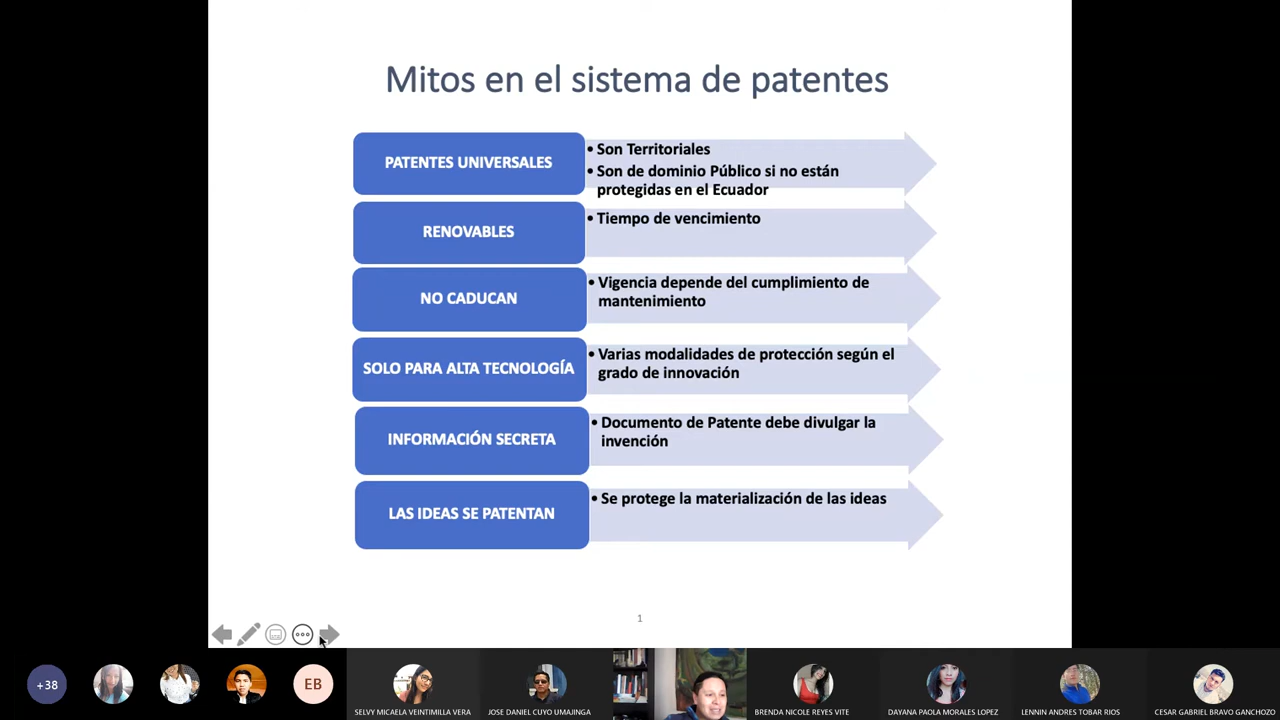 Mitos en el sistema de patentes
PATENTES UNIVERSALES
• Son Territoriales
• Son de dominio Público si no están
protegidas en el Ecuador
RENOVABLES
• Tiempo de vencimiento
NO CADUCAN
• Vigencia depende del cumplimiento de
mantenimiento
SOLO PARA ALTA TECNOLOGÍA
• Varias modalidades de protección según el
grado de innovación
INFORMACIÓN SECRETA
• Documento de Patente debe divulgar la
invención
LAS IDEAS SE PATENTAN
• Se protege la materialización de las ideas
1
+38
EB
SELVY MICAELA VEINTIMILLA VERA
JOSE DANIEL CUYO UMAJINGA
BRENDA NICOLE REYES VITE
DAYANA PAOLA MORALES LOPEZ
LENNIN ANDRES TOBAR RIOS
CESAR GABRIEL BRAVO GANCHOZO